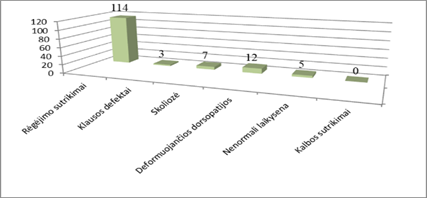 114
120
100
80
60
40
20
0
3
7
12
5
0
Rėgėjimo sutrikimai
Klausos defektai
Skoliozė
Deformuojančios dorsopatijos
Nenormali laikysena
Kalbos sutrikimai